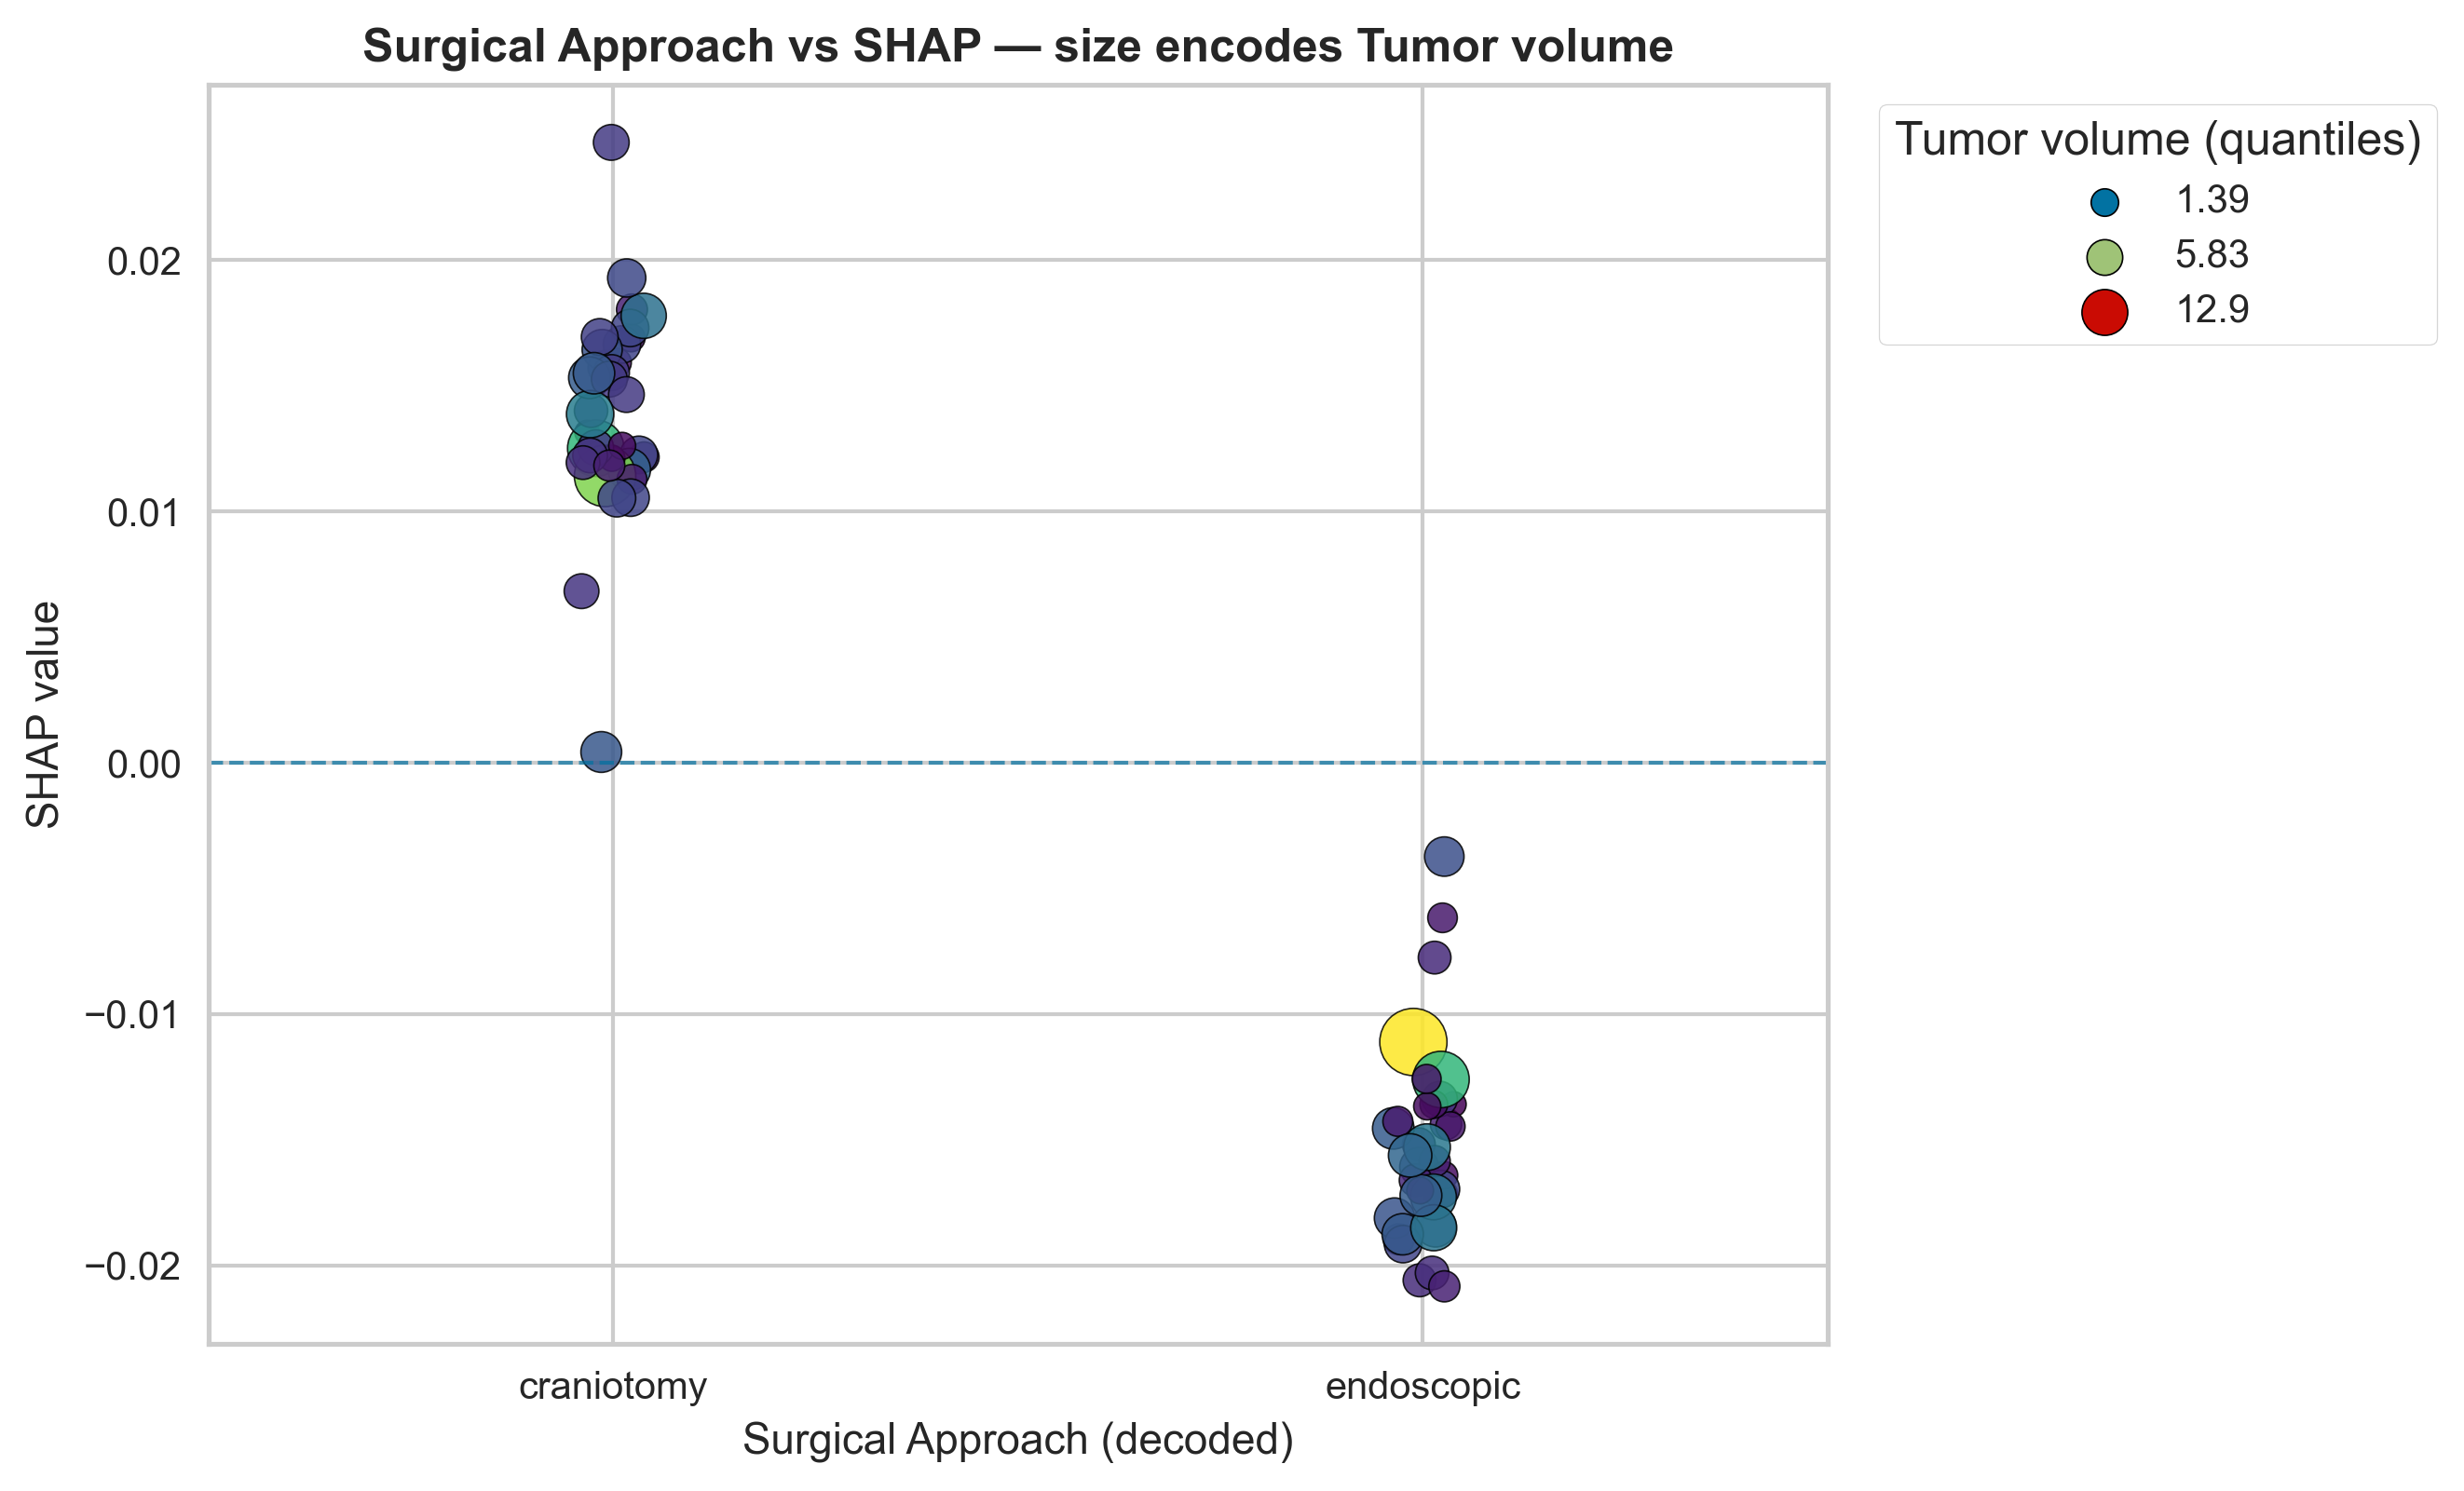 Surgical Approach vs SHAP — size encodes Tumor volume
Tumor volume (quantiles)
1.39
5.83
12.9
SHAP value
0.02
0.01
0.00
−0.01
−0.02
craniotomy
endoscopic
Surgical Approach (decoded)